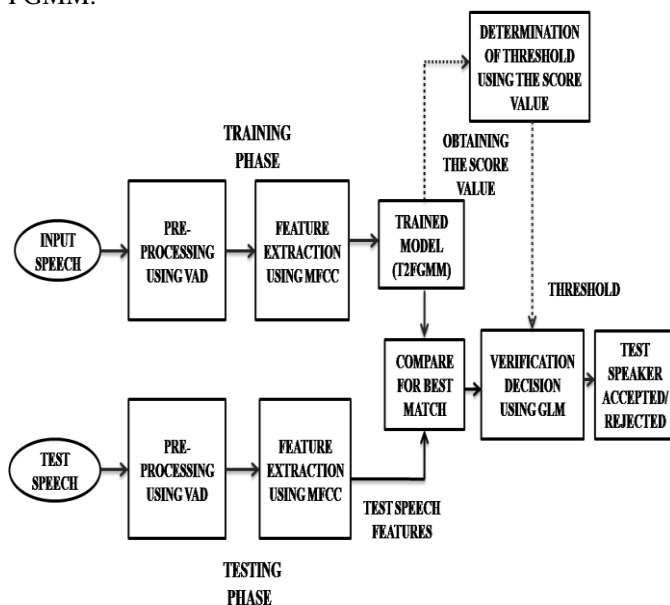 DETERMINATION
OF THRESHOLD
USING THE SCORE
VALUE
TRAINING
PHASE
OBTAINING
THE SCORE
VALUE
INPUT
SPEECH
PRE-
PROCESSING
USING VAD
FEATURE
EXTRACTION
USING MFCC
TRAINED
MODEL
(T2FGMM)
THRESHOLD
COMPARE
FOR BEST
MATCH
VERIFICATION
DECISION
USING GLM
TEST
SPEAKER
ACCEPTED/
REJECTED
TEST
SPEECH
PRE-
PROCESSING
USING VAD
FEATURE
EXTRACTION
USING MFCC
TEST SPEECH
FEATURES
TESTING
PHASE